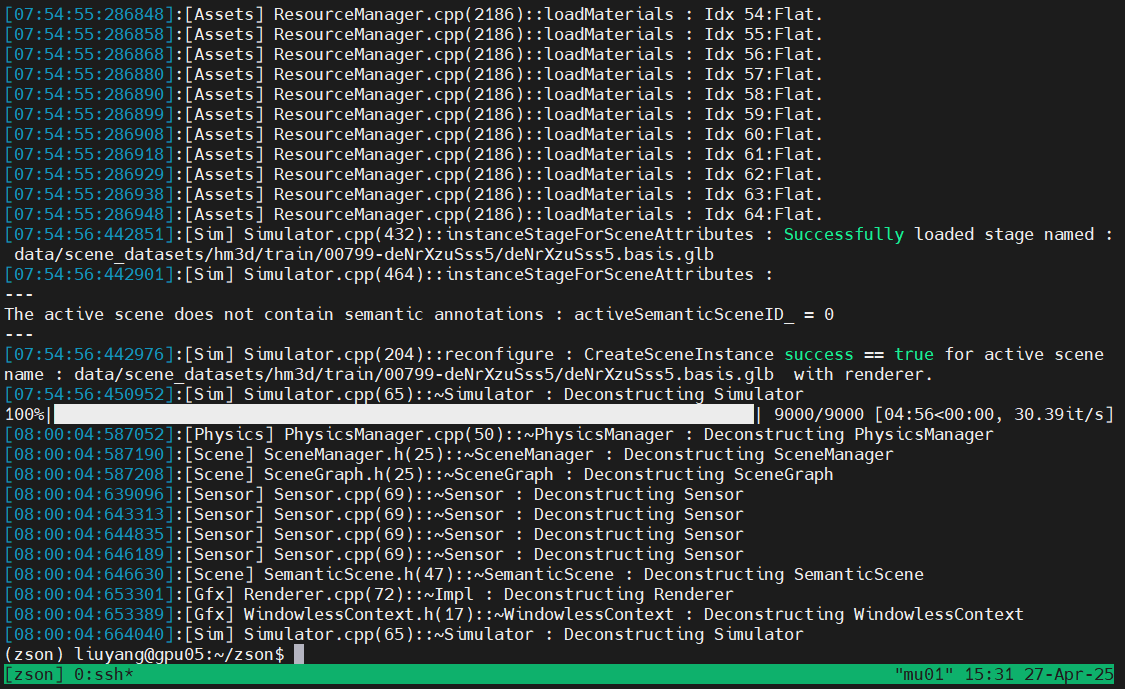 [07:54:55:286848]:[Assets] ResourceManager.cpp(2186)::loadMaterials : Idx 54:Flat.
[07:54:55:286858]:[Assets] ResourceManager.cpp(2186)::loadMaterials : Idx 55:Flat.
[07:54:55:286868]:[Assets] ResourceManager.cpp(2186)::loadMaterials : Idx 56:Flat.
[07:54:55:286880]:[Assets] ResourceManager.cpp(2186)::loadMaterials : Idx 57:Flat.
[07:54:55:286890]:[Assets] ResourceManager.cpp(2186)::loadMaterials : Idx 58:Flat.
[07:54:55:286899]:[Assets] ResourceManager.cpp(2186)::loadMaterials : Idx 59:Flat.
[07:54:55:286908]:[Assets] ResourceManager.cpp(2186)::loadMaterials : Idx 60:Flat.
[07:54:55:286918]:[Assets] ResourceManager.cpp(2186)::loadMaterials : Idx 61:Flat.
[07:54:55:286929]:[Assets] ResourceManager.cpp(2186)::loadMaterials : Idx 62:Flat.
[07:54:55:286938]:[Assets] ResourceManager.cpp(2186)::loadMaterials : Idx 63:Flat.
[07:54:55:286948]:[Assets] ResourceManager.cpp(2186)::loadMaterials : Idx 64:Flat.
[07:54:56:442851]:[Sim] Simulator.cpp(432)::instanceStageForSceneAttributes : Successfully loaded stage named :
data/scene_datasets/hm3d/train/00799-deNrXzuSss5/deNrXzuSss5.basis.glb
[07:54:56:442901]:[Sim] Simulator.cpp(464)::instanceStageForSceneAttributes :
---
The active scene does not contain semantic annotations : activeSemanticSceneID_ = 0
---
[07:54:56:442976]:[Sim] Simulator.cpp(204)::reconfigure : CreateSceneInstance success == true for active scene
name : data/scene_datasets/hm3d/train/00799-deNrXzuSss5/deNrXzuSss5.basis.glb  with renderer.
[07:54:56:450952]:[Sim] Simulator.cpp(65)::~Simulator : Deconstructing Simulator
100%| | 9000/9000 [04:56<00:00, 30.39it/s]
[08:00:04:587052]:[Physics] PhysicsManager.cpp(50)::~PhysicsManager : Deconstructing PhysicsManager
[08:00:04:587190]:[Scene] SceneManager.h(25)::~SceneManager : Deconstructing SceneManager
[08:00:04:587208]:[Scene] SceneGraph.h(25)::~SceneGraph : Deconstructing SceneGraph
[08:00:04:639096]:[Sensor] Sensor.cpp(69)::~Sensor : Deconstructing Sensor
[08:00:04:643313]:[Sensor] Sensor.cpp(69)::~Sensor : Deconstructing Sensor
[08:00:04:644835]:[Sensor] Sensor.cpp(69)::~Sensor : Deconstructing Sensor
[08:00:04:646189]:[Sensor] Sensor.cpp(69)::~Sensor : Deconstructing Sensor
[08:00:04:646630]:[Scene] SemanticScene.h(47)::~SemanticScene : Deconstructing SemanticScene
[08:00:04:653301]:[Gfx] Renderer.cpp(72)::~Impl : Deconstructing Renderer
[08:00:04:653389]:[Gfx] WindowlessContext.h(17)::~WindowlessContext : Deconstructing WindowlessContext
[08:00:04:664040]:[Sim] Simulator.cpp(65)::~Simulator : Deconstructing Simulator
(zson) liuyang@gpu05:~/zson$
[zson] 0:ssh* "mu01" 15:31 27-Apr-25